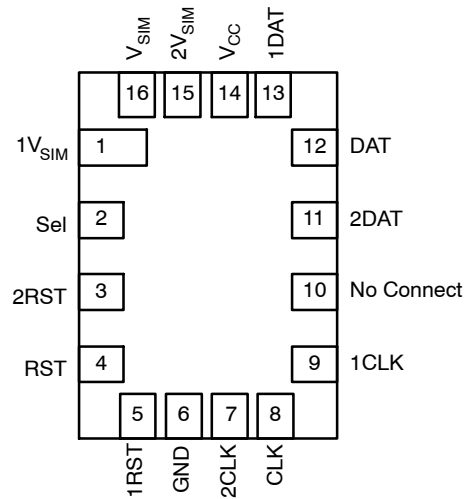 V_SIM
2V_SIM
V_CC
1DAT
16
15
14
13
1V_SIM
1
12
DAT
Sel
2
11
2DAT
2RST
3
10
No Connect
RST
4
9
1CLK
5
6
7
8
1RST
GND
2CLK
CLK